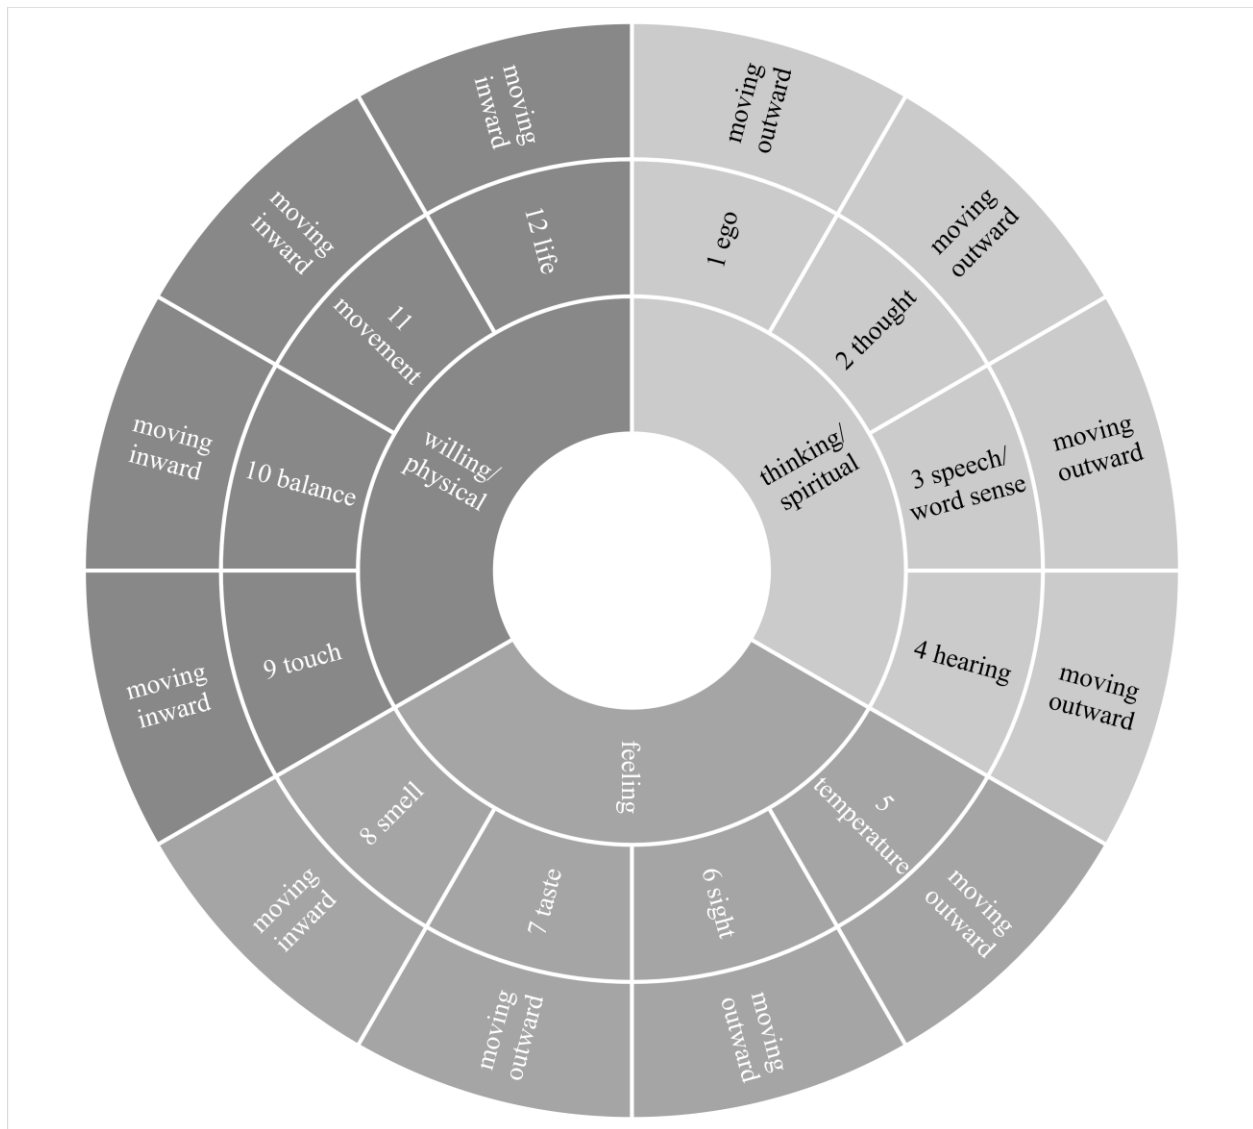 moving
outward
moving
outward
moving
outward
moving
outward
moving
outward
moving
outward
moving
outward
moving
inward
moving
inward
moving
inward
moving
inward
moving
inward
1 ego
2 thought
3 speech/
word sense
4 hearing
5
temperature
6 sight
7 taste
8 smell
9 touch
10 balance
11
movement
12 life
thinking/
spiritual
feeling
willing/
physical